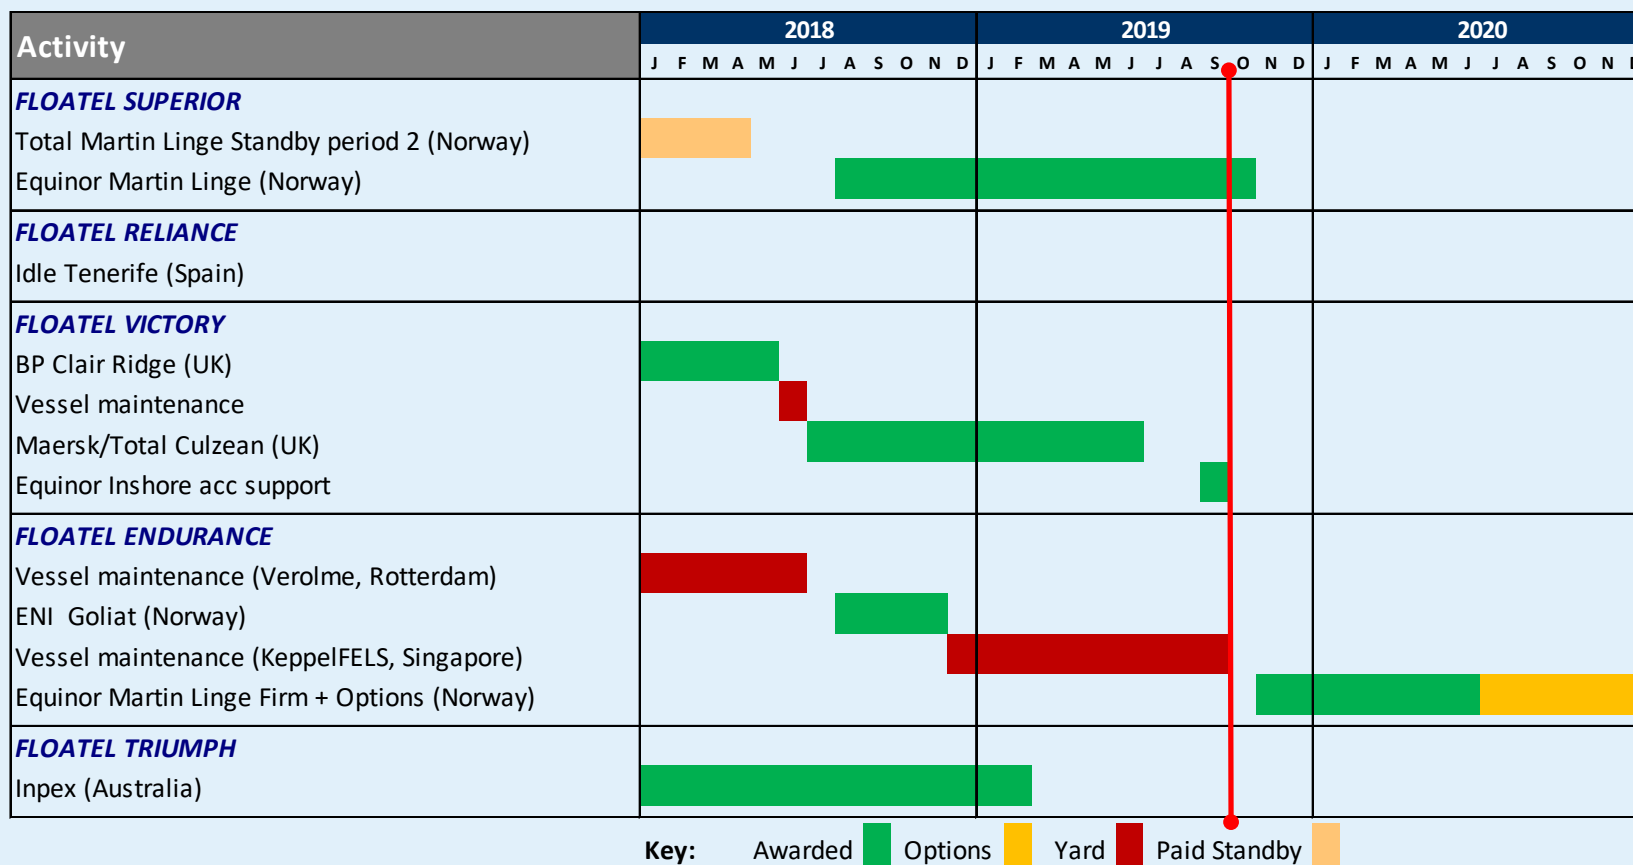 Activity
2018 2019 2020
J F M A M J J A S O N D J F M A M J J A S O N D J F M A M J J A S O N D
FLOATEL SUPERIOR
Total Martin Linge Standby period 2 (Norway)
Equinor Martin Linge (Norway)
FLOATEL RELIANCE
Idle Tenerife (Spain)
FLOATEL VICTORY
BP Clair Ridge (UK)
Vessel maintenance
Maersk/Total Culzean (UK)
Equinor Inshore acc support
FLOATEL ENDURANCE
Vessel maintenance (Verolme, Rotterdam)
ENI Goliat (Norway)
Vessel maintenance (KeppelFELS, Singapore)
Equinor Martin Linge Firm + Options (Norway)
FLOATEL TRIUMPH
Inpex (Australia)
Key: Awarded Options Yard Paid Standby